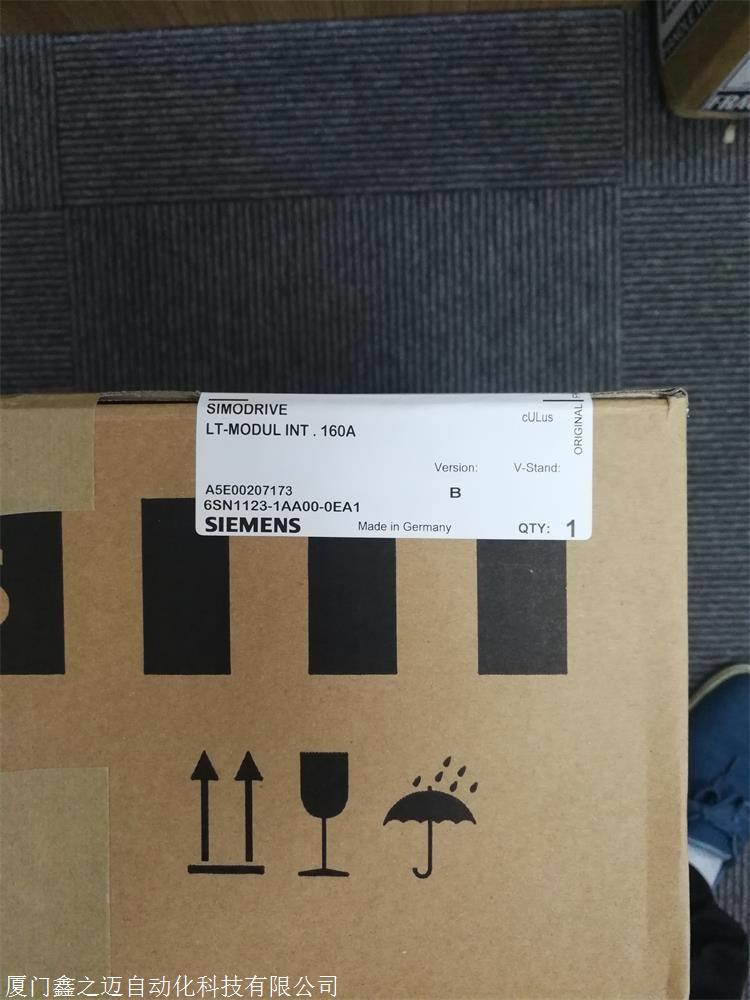 SIMODRIVE
LT-MODUL INT . 160A
cULus
ORIGINAL
Version:
V-Stand:
B
A5E00207173
6SN1123-1AA00-0EA1
SIEMENS
Made in Germany
QTY: 1
厦门鑫之迈自动化科技有限公司